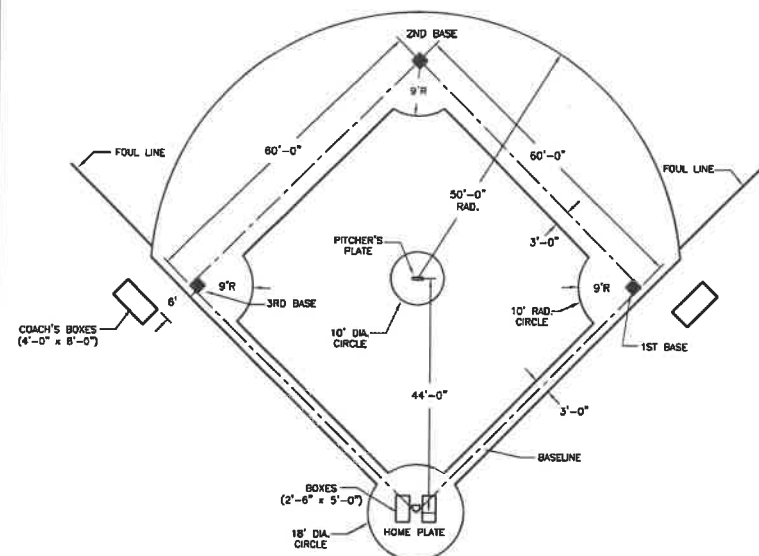 2ND BASE
9'R
60'-0"
60'-0"
FOUL LINE
FOUL LINE
50'-0"
RAD.
PITCHER'S
PLATE
3'-0"
9'R
9'R
3RD BASE
6'
COACH'S BOXES
(4'-0" x 8'-0")
10' DIA.
CIRCLE
10' RAD.
CIRCLE
1ST BASE
44'-0"
3'-0"
BASELINE
BOXES
(2'-6" x 5'-0")
18' DIA.
CIRCLE
HOME PLATE